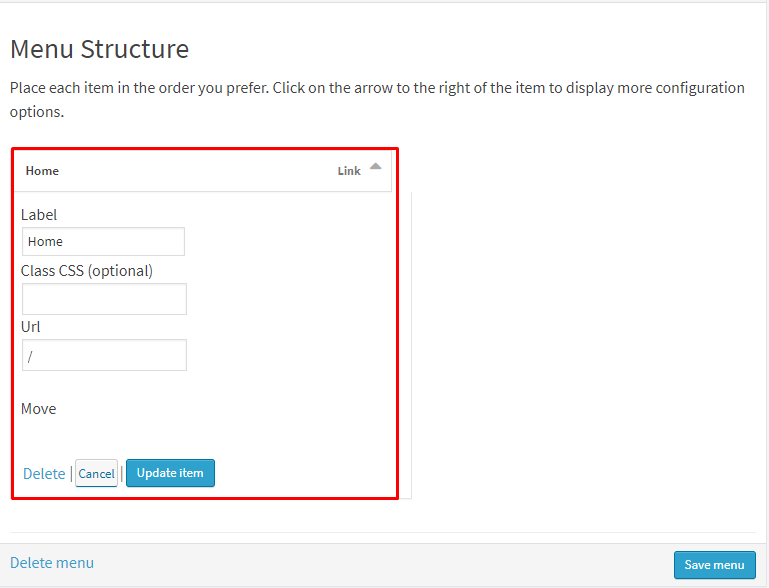 Menu Structure
Place each item in the order you prefer. Click on the arrow to the right of the item to display more configuration
options.
Home Link
Label
Home
Class CSS (optional)
Url
/
Move
Delete | Cancel | Update item
Delete menu Save menu